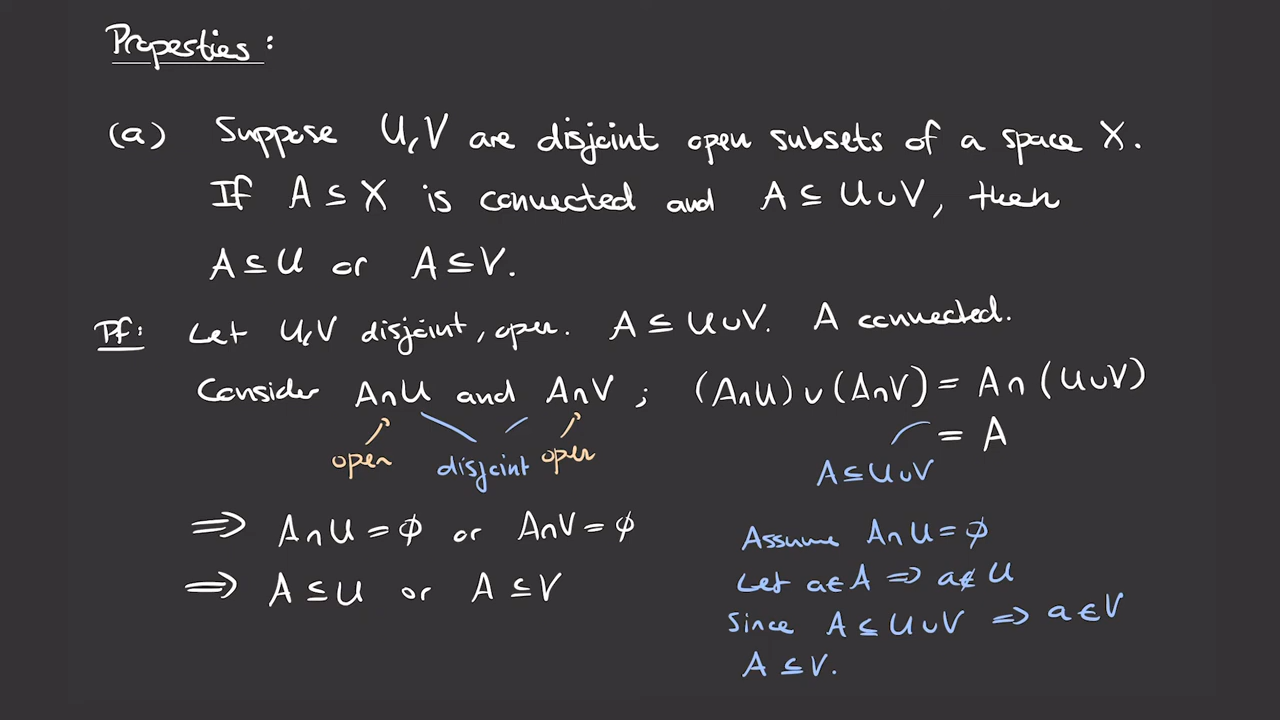 Properties:
(a) Suppose U, V are disjoint open subsets of a space X.
If A ⊆ X is connected and A ⊆ U ∪ V, then
A ⊆ U or A ⊆ V.
Pf: Let U, V disjoint, open. A ⊆ U ∪ V. A connected.
Consider A∩U and A∩V ; (A∩U) ∪ (A∩V) = A∩ (U∪V)
= A
open disjoint open
A ⊆ U∪V
⇒ A∩U = ϕ or A∩V = ϕ
⇒ A ⊆ U or A ⊆ V
Assume A∩U = ϕ
Let a∈A ⇒ a∉U
Since A ⊆ U∪V ⇒ a∈V
A ⊆ V.